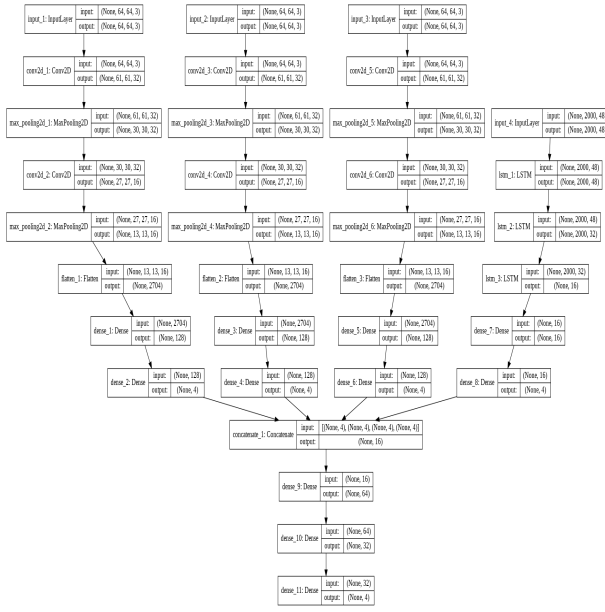 input_1: InputLayer input: (None, 64, 64, 3)
output: (None, 64, 64, 3)
input_2: InputLayer input: (None, 64, 64, 3)
output: (None, 64, 64, 3)
input_3: InputLayer input: (None, 64, 64, 3)
output: (None, 64, 64, 3)
conv2d_1: Conv2D input: (None, 64, 64, 3)
output: (None, 61, 61, 32)
conv2d_3: Conv2D input: (None, 64, 64, 3)
output: (None, 61, 61, 32)
conv2d_5: Conv2D input: (None, 64, 64, 3)
output: (None, 61, 61, 32)
max_pooling2d_1: MaxPooling2D input: (None, 61, 61, 32)
output: (None, 30, 30, 32)
max_pooling2d_3: MaxPooling2D input: (None, 61, 61, 32)
output: (None, 30, 30, 32)
max_pooling2d_5: MaxPooling2D input: (None, 61, 61, 32)
output: (None, 30, 30, 32)
input_4: InputLayer input: (None, 2000, 48
output: (None, 2000, 48
conv2d_2: Conv2D input: (None, 30, 30, 32)
output: (None, 27, 27, 16)
conv2d_4: Conv2D input: (None, 30, 30, 32)
output: (None, 27, 27, 16)
conv2d_6: Conv2D input: (None, 30, 30, 32)
output: (None, 27, 27, 16)
lstm_1: LSTM input: (None, 2000, 48)
output: (None, 2000, 48)
max_pooling2d_2: MaxPooling2D input: (None, 27, 27, 16)
output: (None, 13, 13, 16)
max_pooling2d_4: MaxPooling2D input: (None, 27, 27, 16)
output: (None, 13, 13, 16)
max_pooling2d_6: MaxPooling2D input: (None, 27, 27, 16)
output: (None, 13, 13, 16)
lstm_2: LSTM input: (None, 2000, 48)
output: (None, 2000, 32)
flatten_1: Flatten input: (None, 13, 13, 16)
output: (None, 2704)
flatten_2: Flatten input: (None, 13, 13, 16)
output: (None, 2704)
flatten_3: Flatten input: (None, 13, 13, 16)
output: (None, 2704)
lstm_3: LSTM input: (None, 2000, 32)
output: (None, 16)
dense_1: Dense input: (None, 2704)
output: (None, 128)
dense_3: Dense input: (None, 2704)
output: (None, 128)
dense_5: Dense input: (None, 2704)
output: (None, 128)
dense_7: Dense input: (None, 16)
output: (None, 16)
dense_2: Dense input: (None, 128)
output: (None, 4)
dense_4: Dense input: (None, 128)
output: (None, 4)
dense_6: Dense input: (None, 128)
output: (None, 4)
dense_8: Dense input: (None, 16)
output: (None, 4)
concatenate_1: Concatenate input: [(None, 4), (None, 4), (None, 4), (None, 4)]
output: (None, 16)
dense_9: Dense input: (None, 16)
output: (None, 64)
dense_10: Dense input: (None, 64)
output: (None, 32)
dense_11: Dense input: (None, 32)
output: (None, 4)